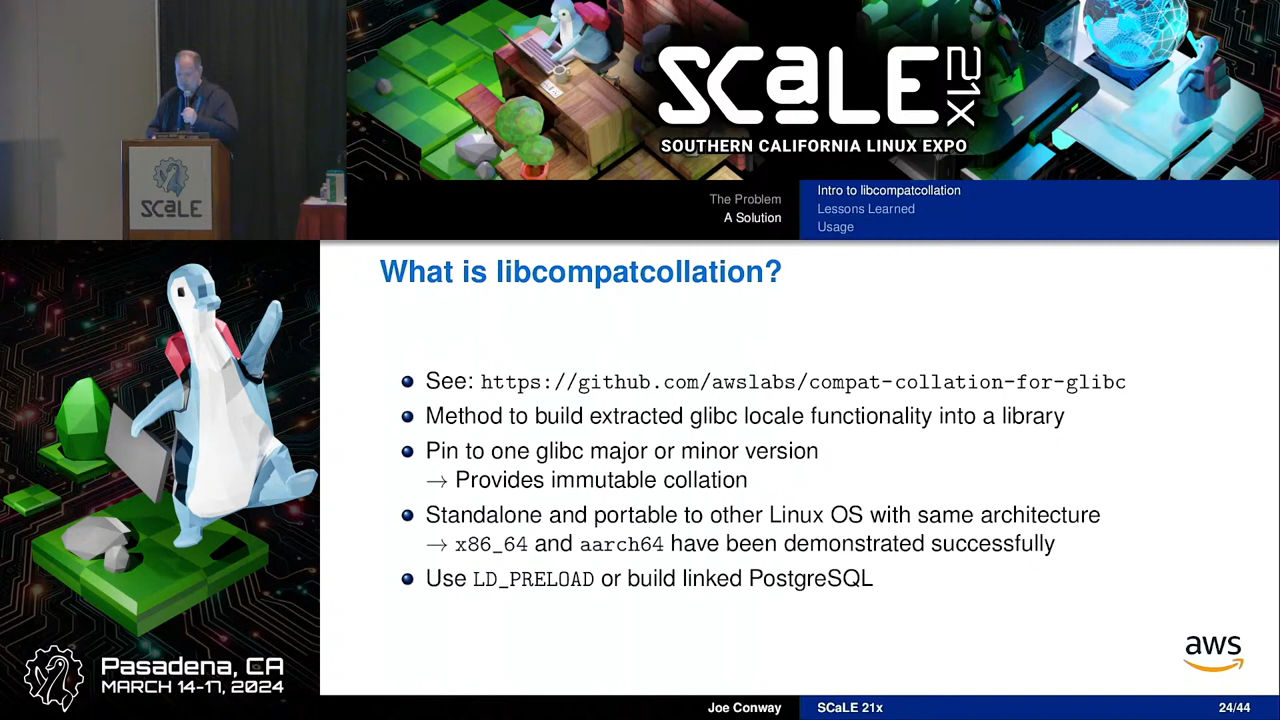 SCaLE 21x
SOUTHERN CALIFORNIA LINUX EXPO
SCaLE
The Problem
A Solution
Intro to libcompatcollation
Lessons Learned
Usage
What is libcompatcollation?
See: https://github.com/awslabs/compat-collation-for-glibc
Method to build extracted glibc locale functionality into a library
Pin to one glibc major or minor version
→ Provides immutable collation
Standalone and portable to other Linux OS with same architecture
→ x86_64 and aarch64 have been demonstrated successfully
Use LD_PRELOAD or build linked PostgreSQL
aws
Pasadena, CA
MARCH 14-17, 2024
Joe Conway
SCaLE 21x
24/44